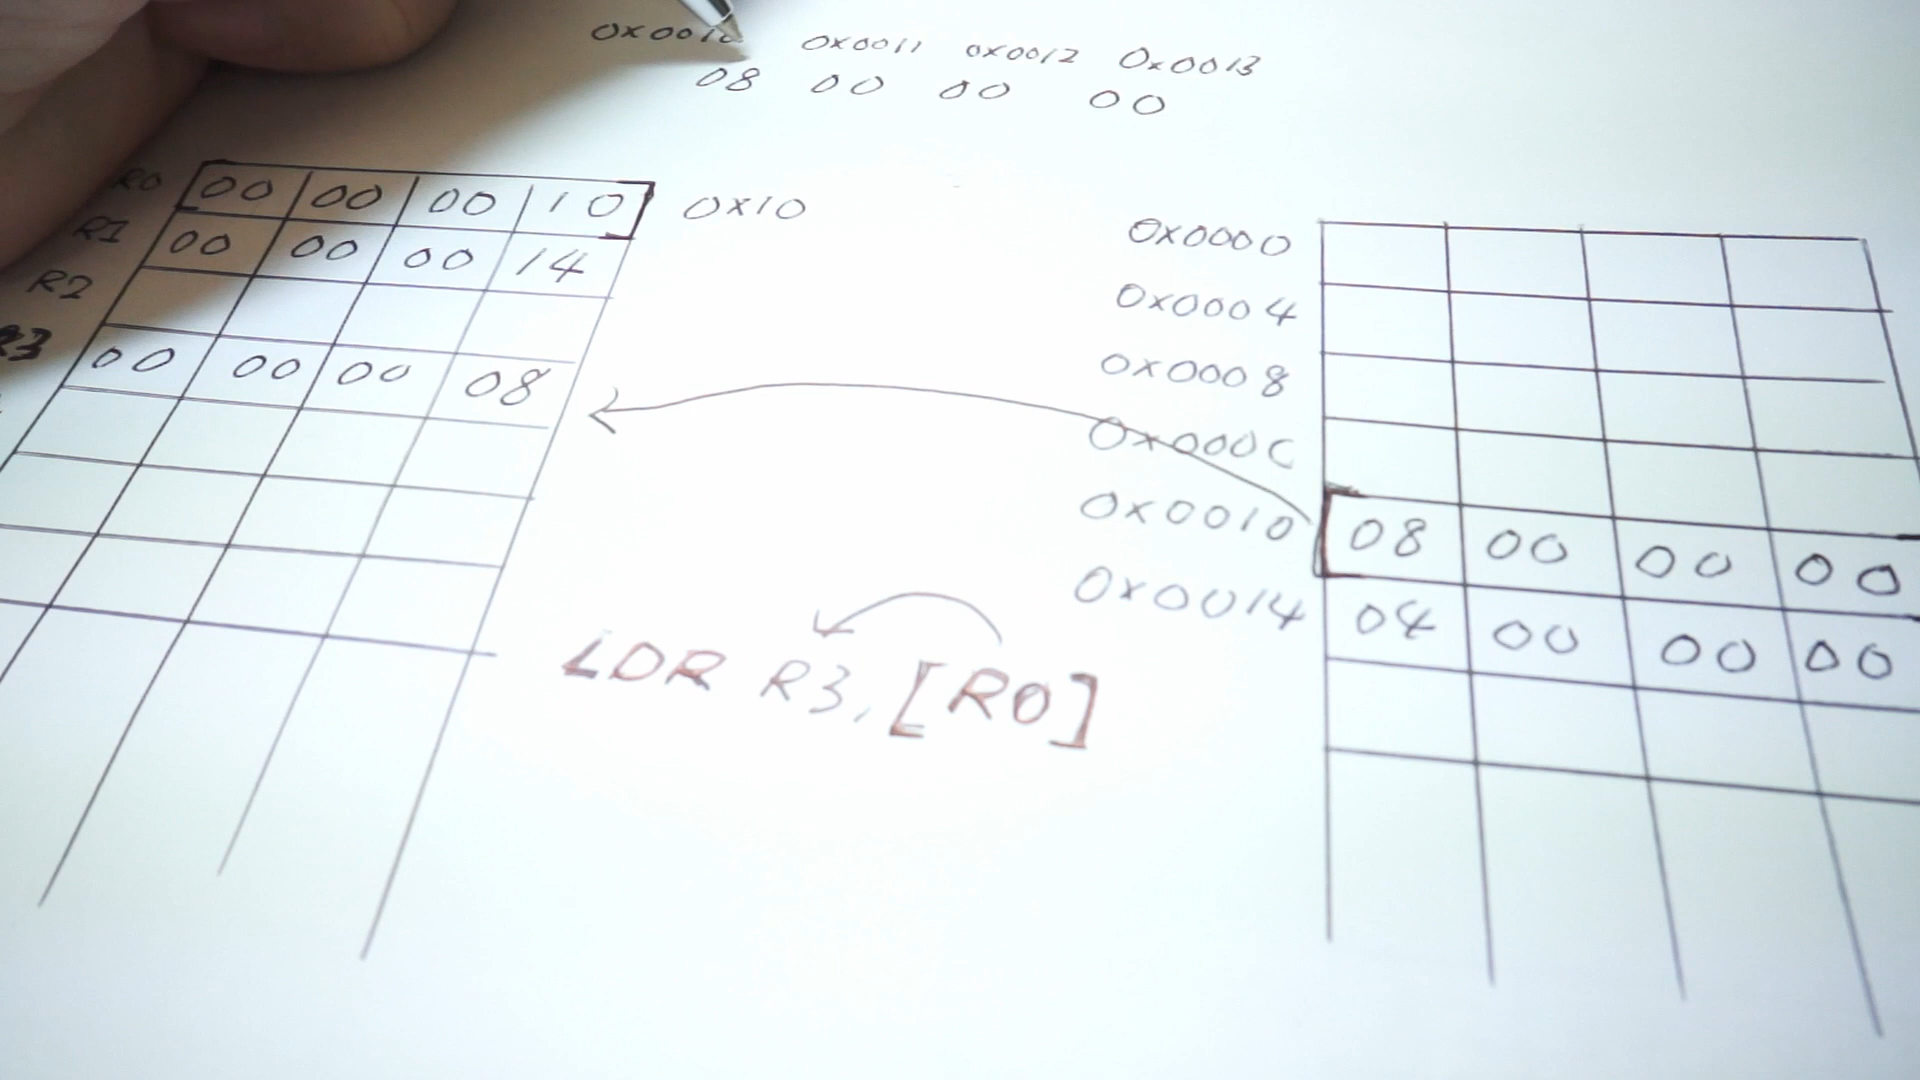 0x0010 0x0011 0x0012 0x0013
08 00 00 00
R0 00 00 00 10 0x10
R1 00 00 00 14
R2
R3 00 00 00 08
0x0000
0x0004
0x0008
0x000C
0x0010 08 00 00 00
0x0014 04 00 00 00
LDR R3, [R0]